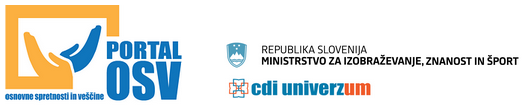 PORTAL
OSV
osnovne spretnosti in veščine
REPUBLIKA SLOVENIJA
MINISTRSTVO ZA IZOBRAŽEVANJE, ZNANOST IN ŠPORT
cdi univerzum